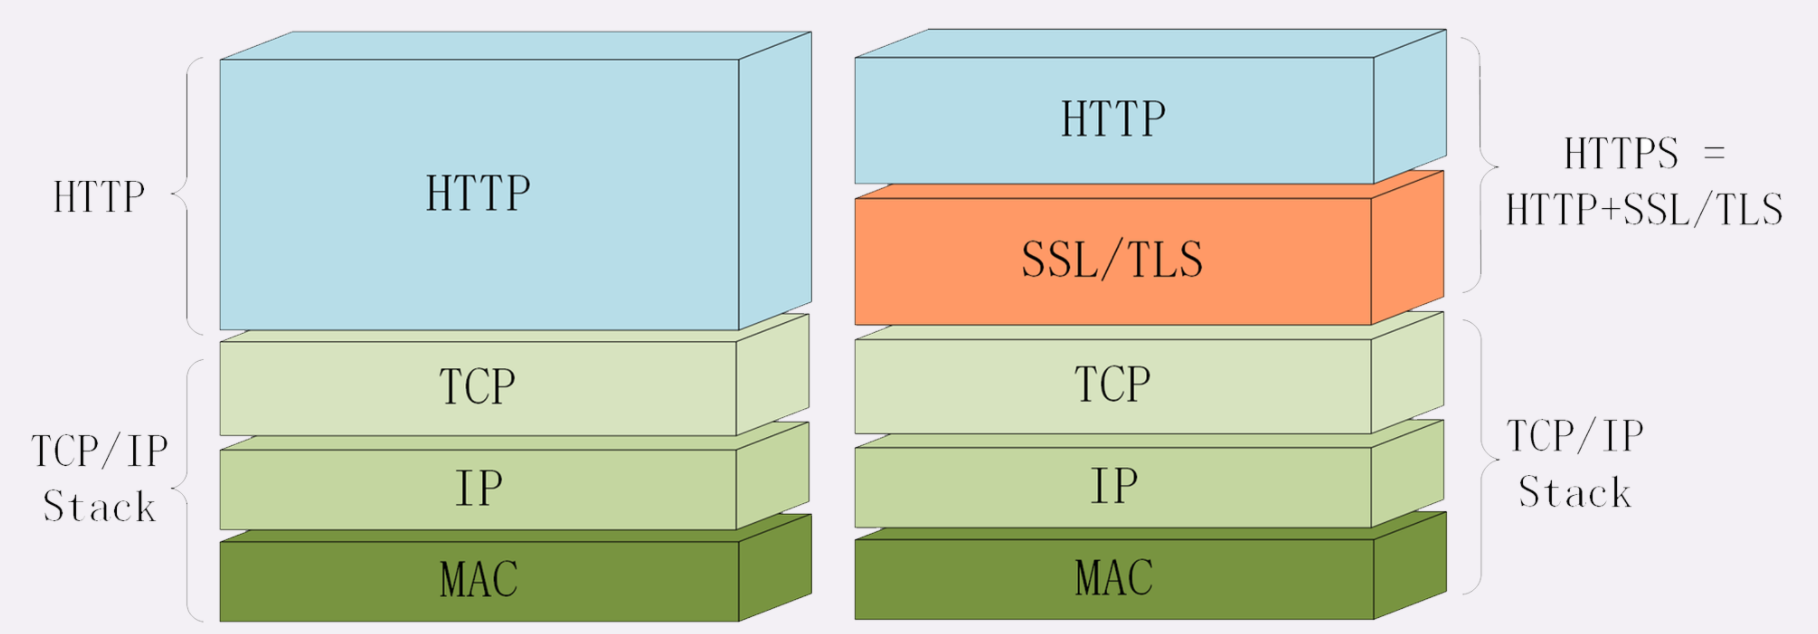 HTTP
TCP/IP
Stack
HTTP
TCP
IP
MAC
HTTP
SSL/TLS
TCP
IP
MAC
HTTPS =
HTTP+SSL/TLS
TCP/IP
Stack